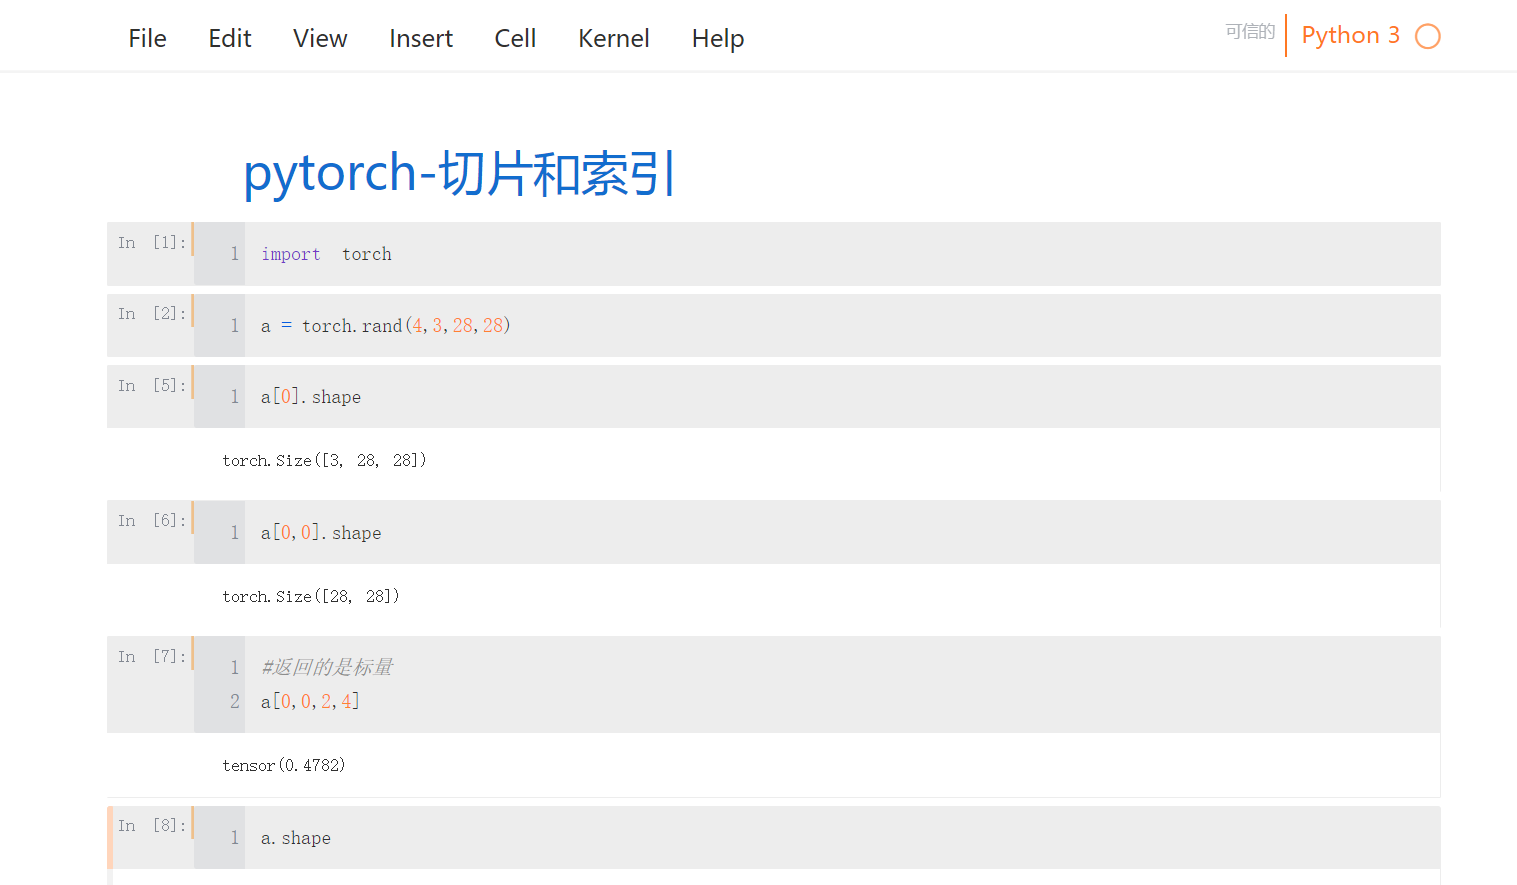 File Edit View Insert Cell Kernel Help 可信的 Python 3
pytorch-切片和索引
In [1]: 1 import torch
In [2]: 1 a = torch.rand(4,3,28,28)
In [5]: 1 a[0].shape
torch.Size([3, 28, 28])
In [6]: 1 a[0,0].shape
torch.Size([28, 28])
In [7]: 1 #返回的是标量
2 a[0,0,2,4]
tensor(0.4782)
In [8]: 1 a.shape